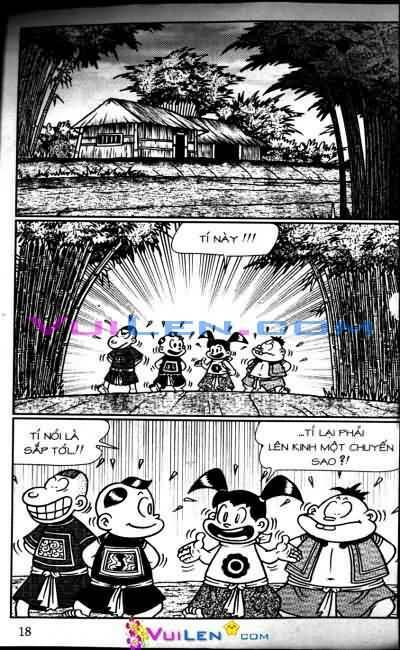 TÍ NÀY !!!
VuiLen.com
TÍ NÓI LÀ
SẮP TỚI..!!
...TÍ LẠI PHẢI
LÊN KINH MỘT CHUYẾN
SAO ?!
18
VuiLen.com